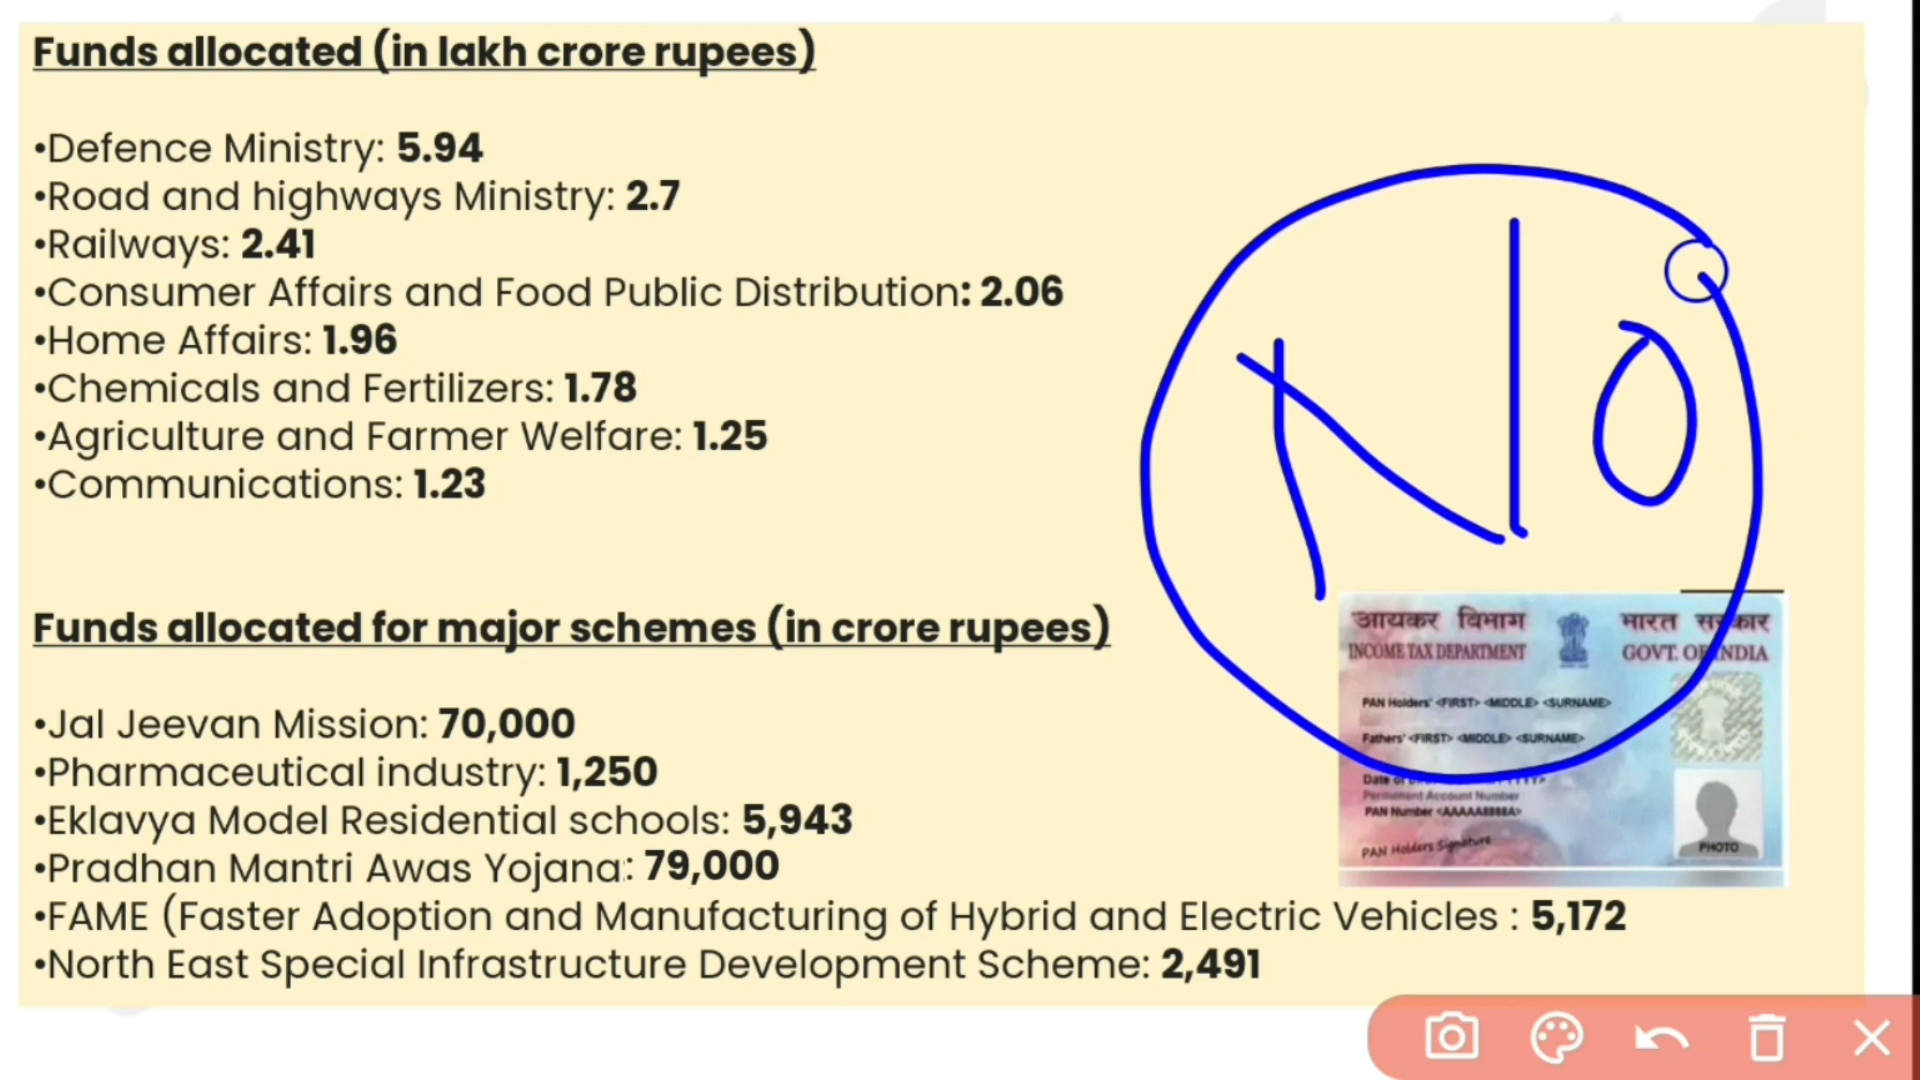 Funds allocated (in lakh crore rupees)
•Defence Ministry: 5.94
•Road and highways Ministry: 2.7
•Railways: 2.41
•Consumer Affairs and Food Public Distribution: 2.06
•Home Affairs: 1.96
•Chemicals and Fertilizers: 1.78
•Agriculture and Farmer Welfare: 1.25
•Communications: 1.23
NO
Funds allocated for major schemes (in crore rupees)
•Jal Jeevan Mission: 70,000
•Pharmaceutical industry: 1,250
•Eklavya Model Residential schools: 5,943
•Pradhan Mantri Awas Yojana: 79,000
•FAME (Faster Adoption and Manufacturing of Hybrid and Electric Vehicles : 5,172
•North East Special Infrastructure Development Scheme: 2,491
आयकर विभाग भारत सरकार
INCOME TAX DEPARTMENT GOVT. OF INDIA
PAN Holders' <FIRST> <MIDDLE> <SURNAME>
Fathers' <FIRST> <MIDDLE> <SURNAME>
Date of
Permanent Account Number
PAN Number
PAN Holders Signature
PHOTO